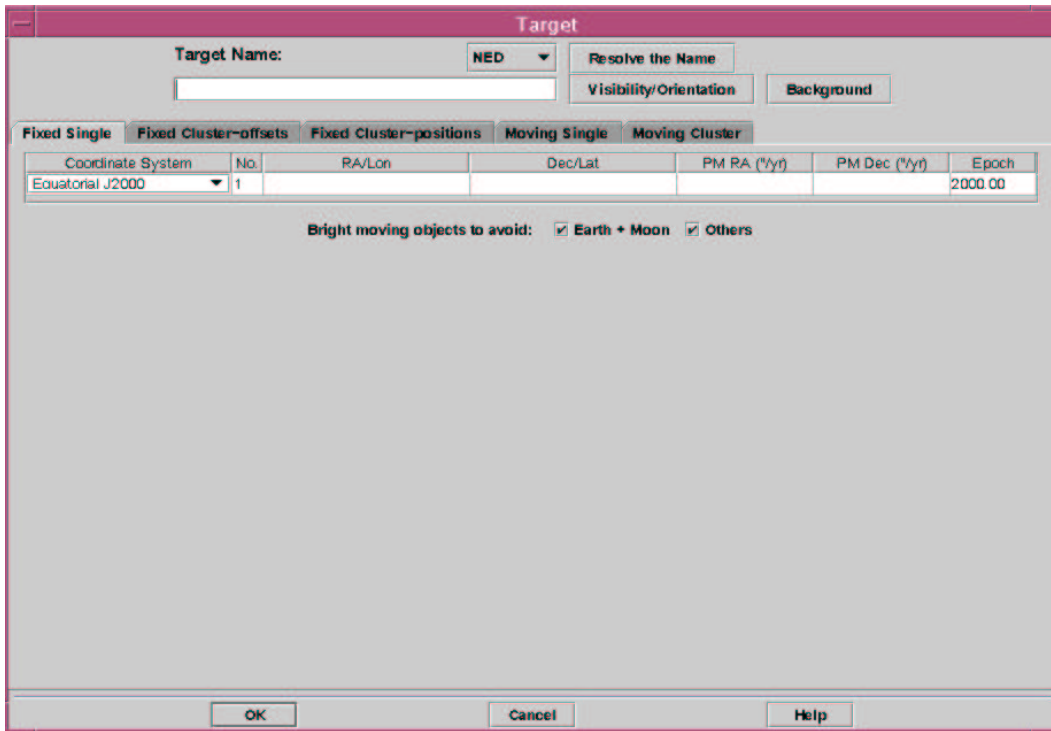 Target
Target Name: NED Resolve the Name
Visibility/Orientation Background
Fixed Single Fixed Cluster-offsets Fixed Cluster-positions Moving Single Moving Cluster
Coordinate System No. RA/Lon Dec/Lat PM RA ("/yr) PM Dec ("/yr) Epoch
Equatorial J2000 1 2000.00
Bright moving objects to avoid: Earth + Moon Others
OK Cancel Help